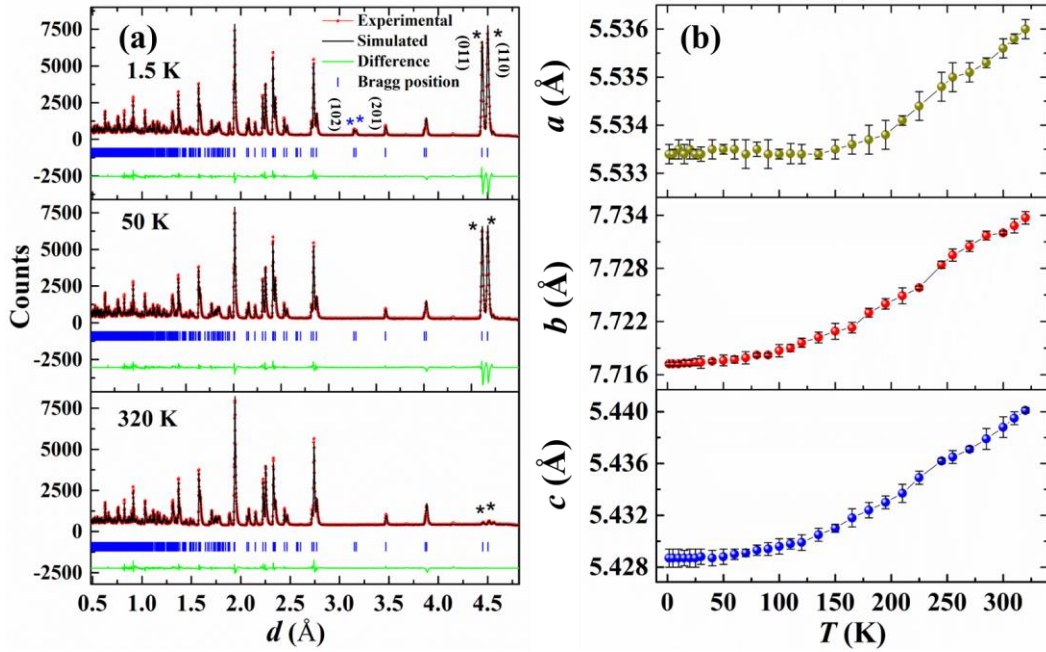 (a)
Experimental
Simulated
Difference
Bragg position
1.5 K
7500
5000
2500
0
-2500
(102)
* *
(201)
* (011)
* (110)
50 K
7500
5000
2500
0
-2500
* *
320 K
7500
5000
2500
0
-2500
* *
Counts
0.5 1.0 1.5 2.0 2.5 3.0 3.5 4.0 4.5
d (Å)
(b)
a (Å)
5.536
5.535
5.534
5.533
b (Å)
7.734
7.728
7.722
7.716
c (Å)
5.440
5.436
5.432
5.428
0 50 100 150 200 250 300
T (K)